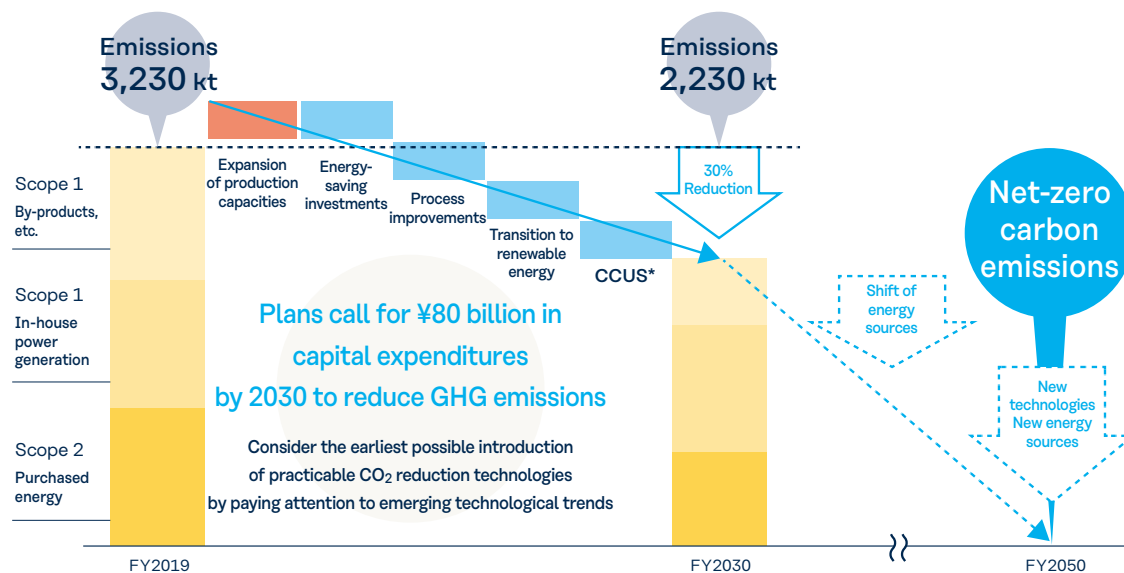 Emissions
3,230 kt
Emissions
2,230 kt
Scope 1
By-products,
etc.
Scope 1
In-house
power
generation
Scope 2
Purchased
energy
Expansion
of production
capacities
Energy-
saving
investments
Process
improvements
Transition to
renewable
energy
CCUS*
30%
Reduction
Plans call for ¥80 billion in
capital expenditures
by 2030 to reduce GHG emissions
Consider the earliest possible introduction
of practicable CO₂ reduction technologies
by paying attention to emerging technological trends
Shift of
energy
sources
Net-zero
carbon
emissions
New
technologies
New energy
sources
FY2019
FY2030
FY2050